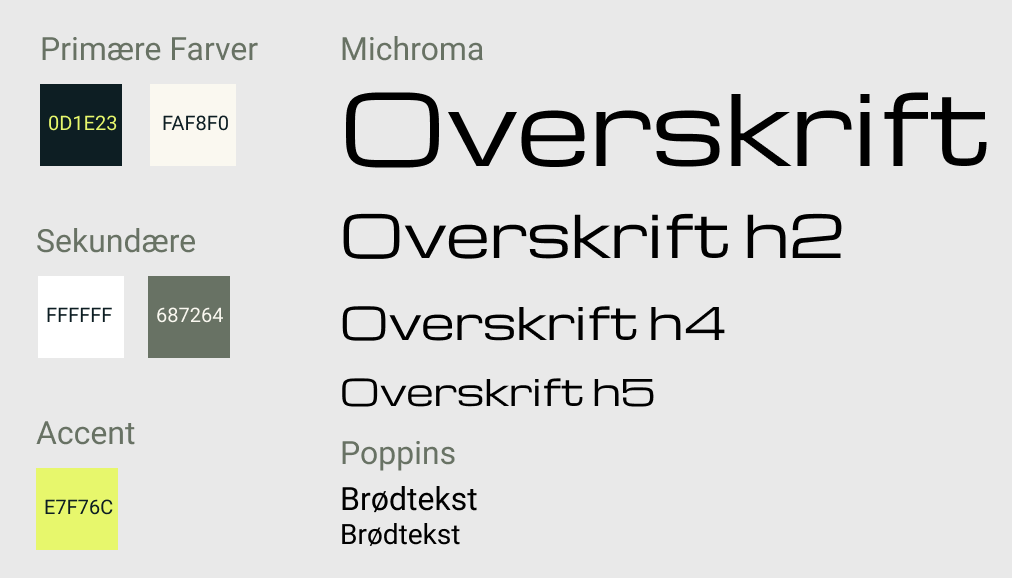 Primære Farver
0D1E23
FAF8F0
Sekundære
FFFFFF
687264
Accent
E7F76C
Michroma
Overskrift
Overskrift h2
Overskrift h4
Overskrift h5
Poppins
Brødtekst
Brødtekst